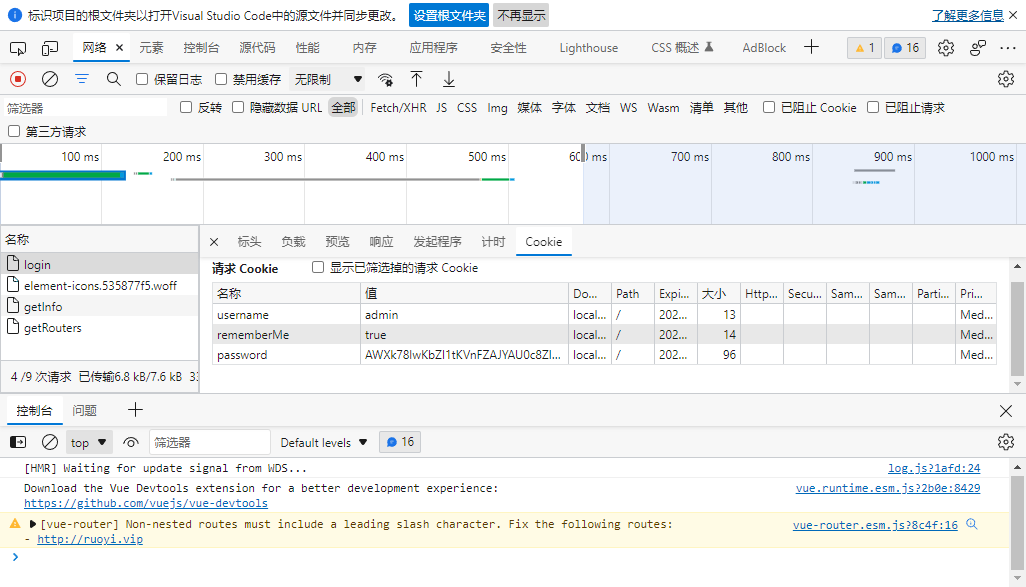 标识项目的根文件夹以打开Visual Studio Code中的源文件并同步更改。 设置根文件夹 不再显示 了解更多信息
网络 元素 控制台 源代码 性能 内存 应用程序 安全性 Lighthouse CSS 概述 AdBlock 1 16
保留日志 禁用缓存 无限制
筛选器 反转 隐藏数据 URL 全部 Fetch/XHR JS CSS Img 媒体 字体 文档 WS Wasm 清单 其他 已阻止 Cookie 已阻止请求
第三方请求
100 ms 200 ms 300 ms 400 ms 500 ms 700 ms 800 ms 900 ms 1000 ms
名称 标头 负载 预览 响应 发起程序 计时 Cookie
login
element-icons.535877f5.woff
getInfo
getRouters
4 /9 次请求 已传输6.8 kB/7.6 kB
请求 Cookie 显示已筛选掉的请求 Cookie
名称 值 Do... Path Expi... 大小 Http... Secu... Sam... Sam... Parti... Pri...
username admin local... / 202... 13 Med...
rememberMe true local... / 202... 14 Med...
password local... / 202... 96 Med...
控制台 问题
top 筛选器 Default levels 16
[HMR] Waiting for update signal from WDS... log.js?1afd:24
Download the Vue Devtools extension for a better development experience: vue.runtime.esm.js?2b0e:8429
https://github.com/vuejs/vue-devtools
[vue-router] Non-nested routes must include a leading slash character. Fix the following routes: vue-router.esm.js?8c4f:16
- http://ruoyi.vip